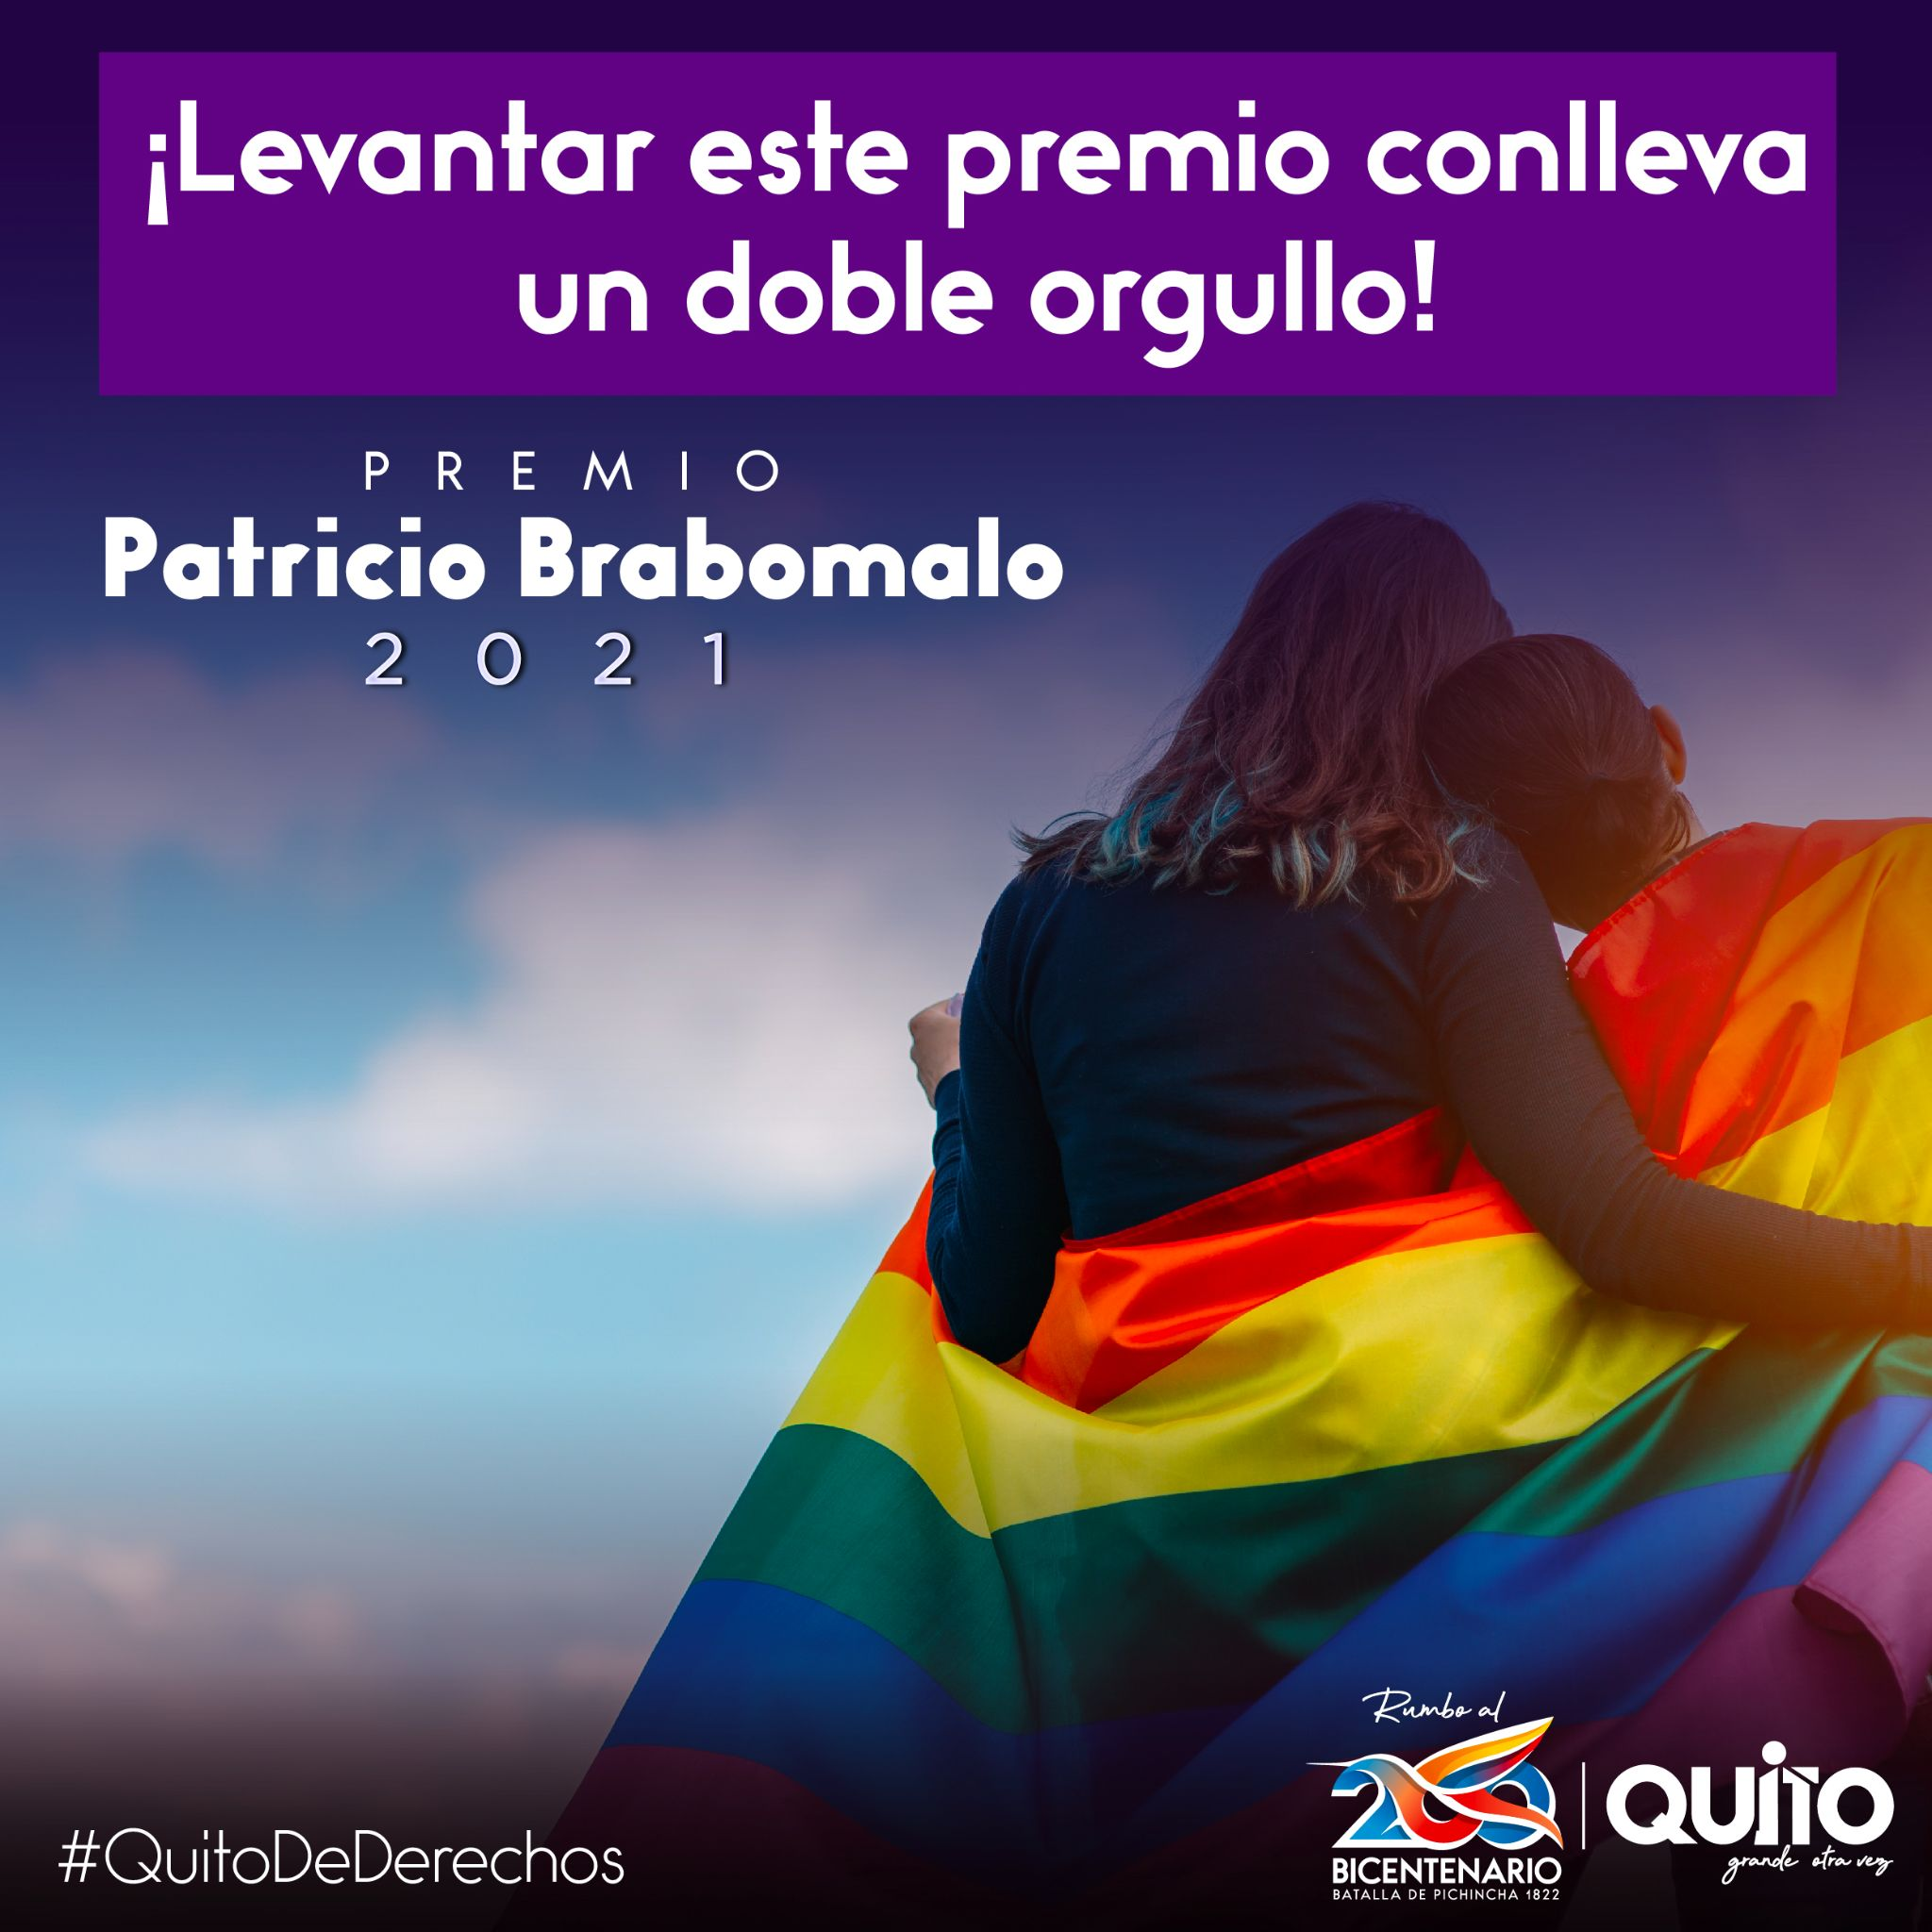 ¡Levantar este premio conlleva
un doble orgullo!
PREMIO
Patricio Brabomalo
2021
Rumbo al
200
BICENTENARIO
BATALLA DE PICHINCHA 1822
QUITO
grande otra vez
#QuitoDeDerechos